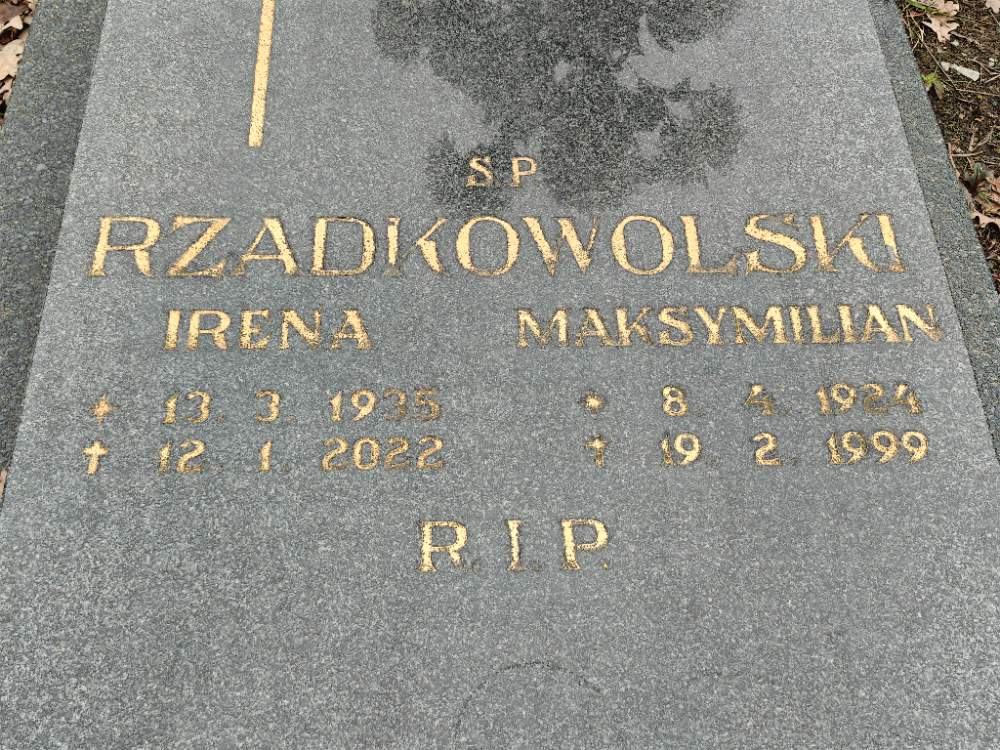 SP
RZADKOWOLSKI
IRENA MAKSYMILIAN
* 13. 3. 1935 * 8. 4. 1924
† 12. 1. 2022 † 19. 2. 1999
R.I.P.